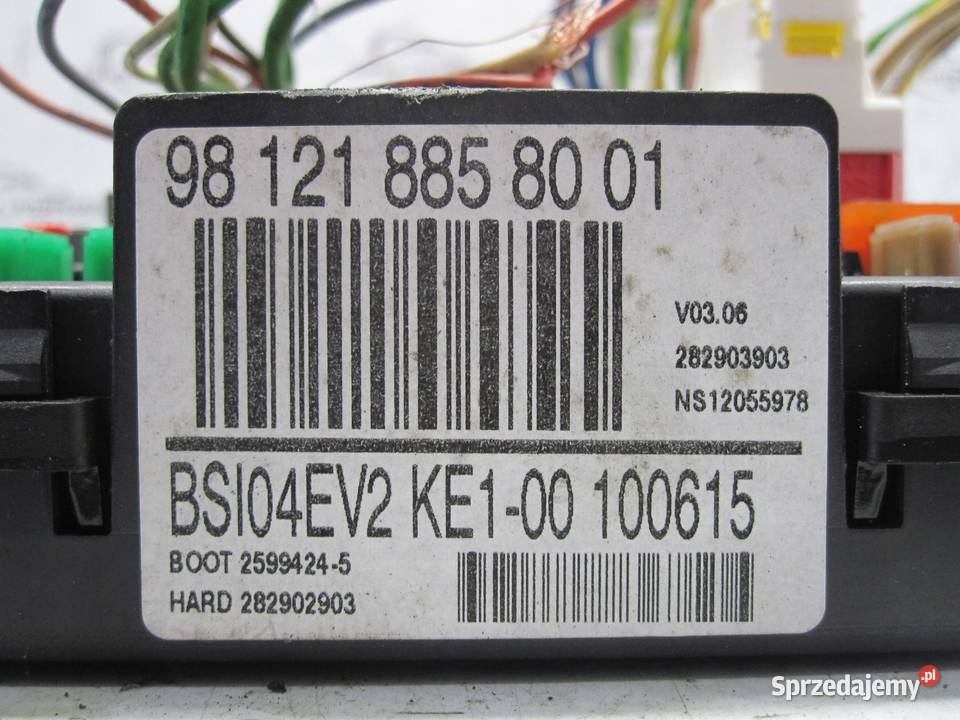 98 121 885 80 01
V03.06
282903903
NS12055978
BSI04EV2 KE1-00 100615
BOOT 2599424-5
HARD 282902903
Sprzedajemy.pl